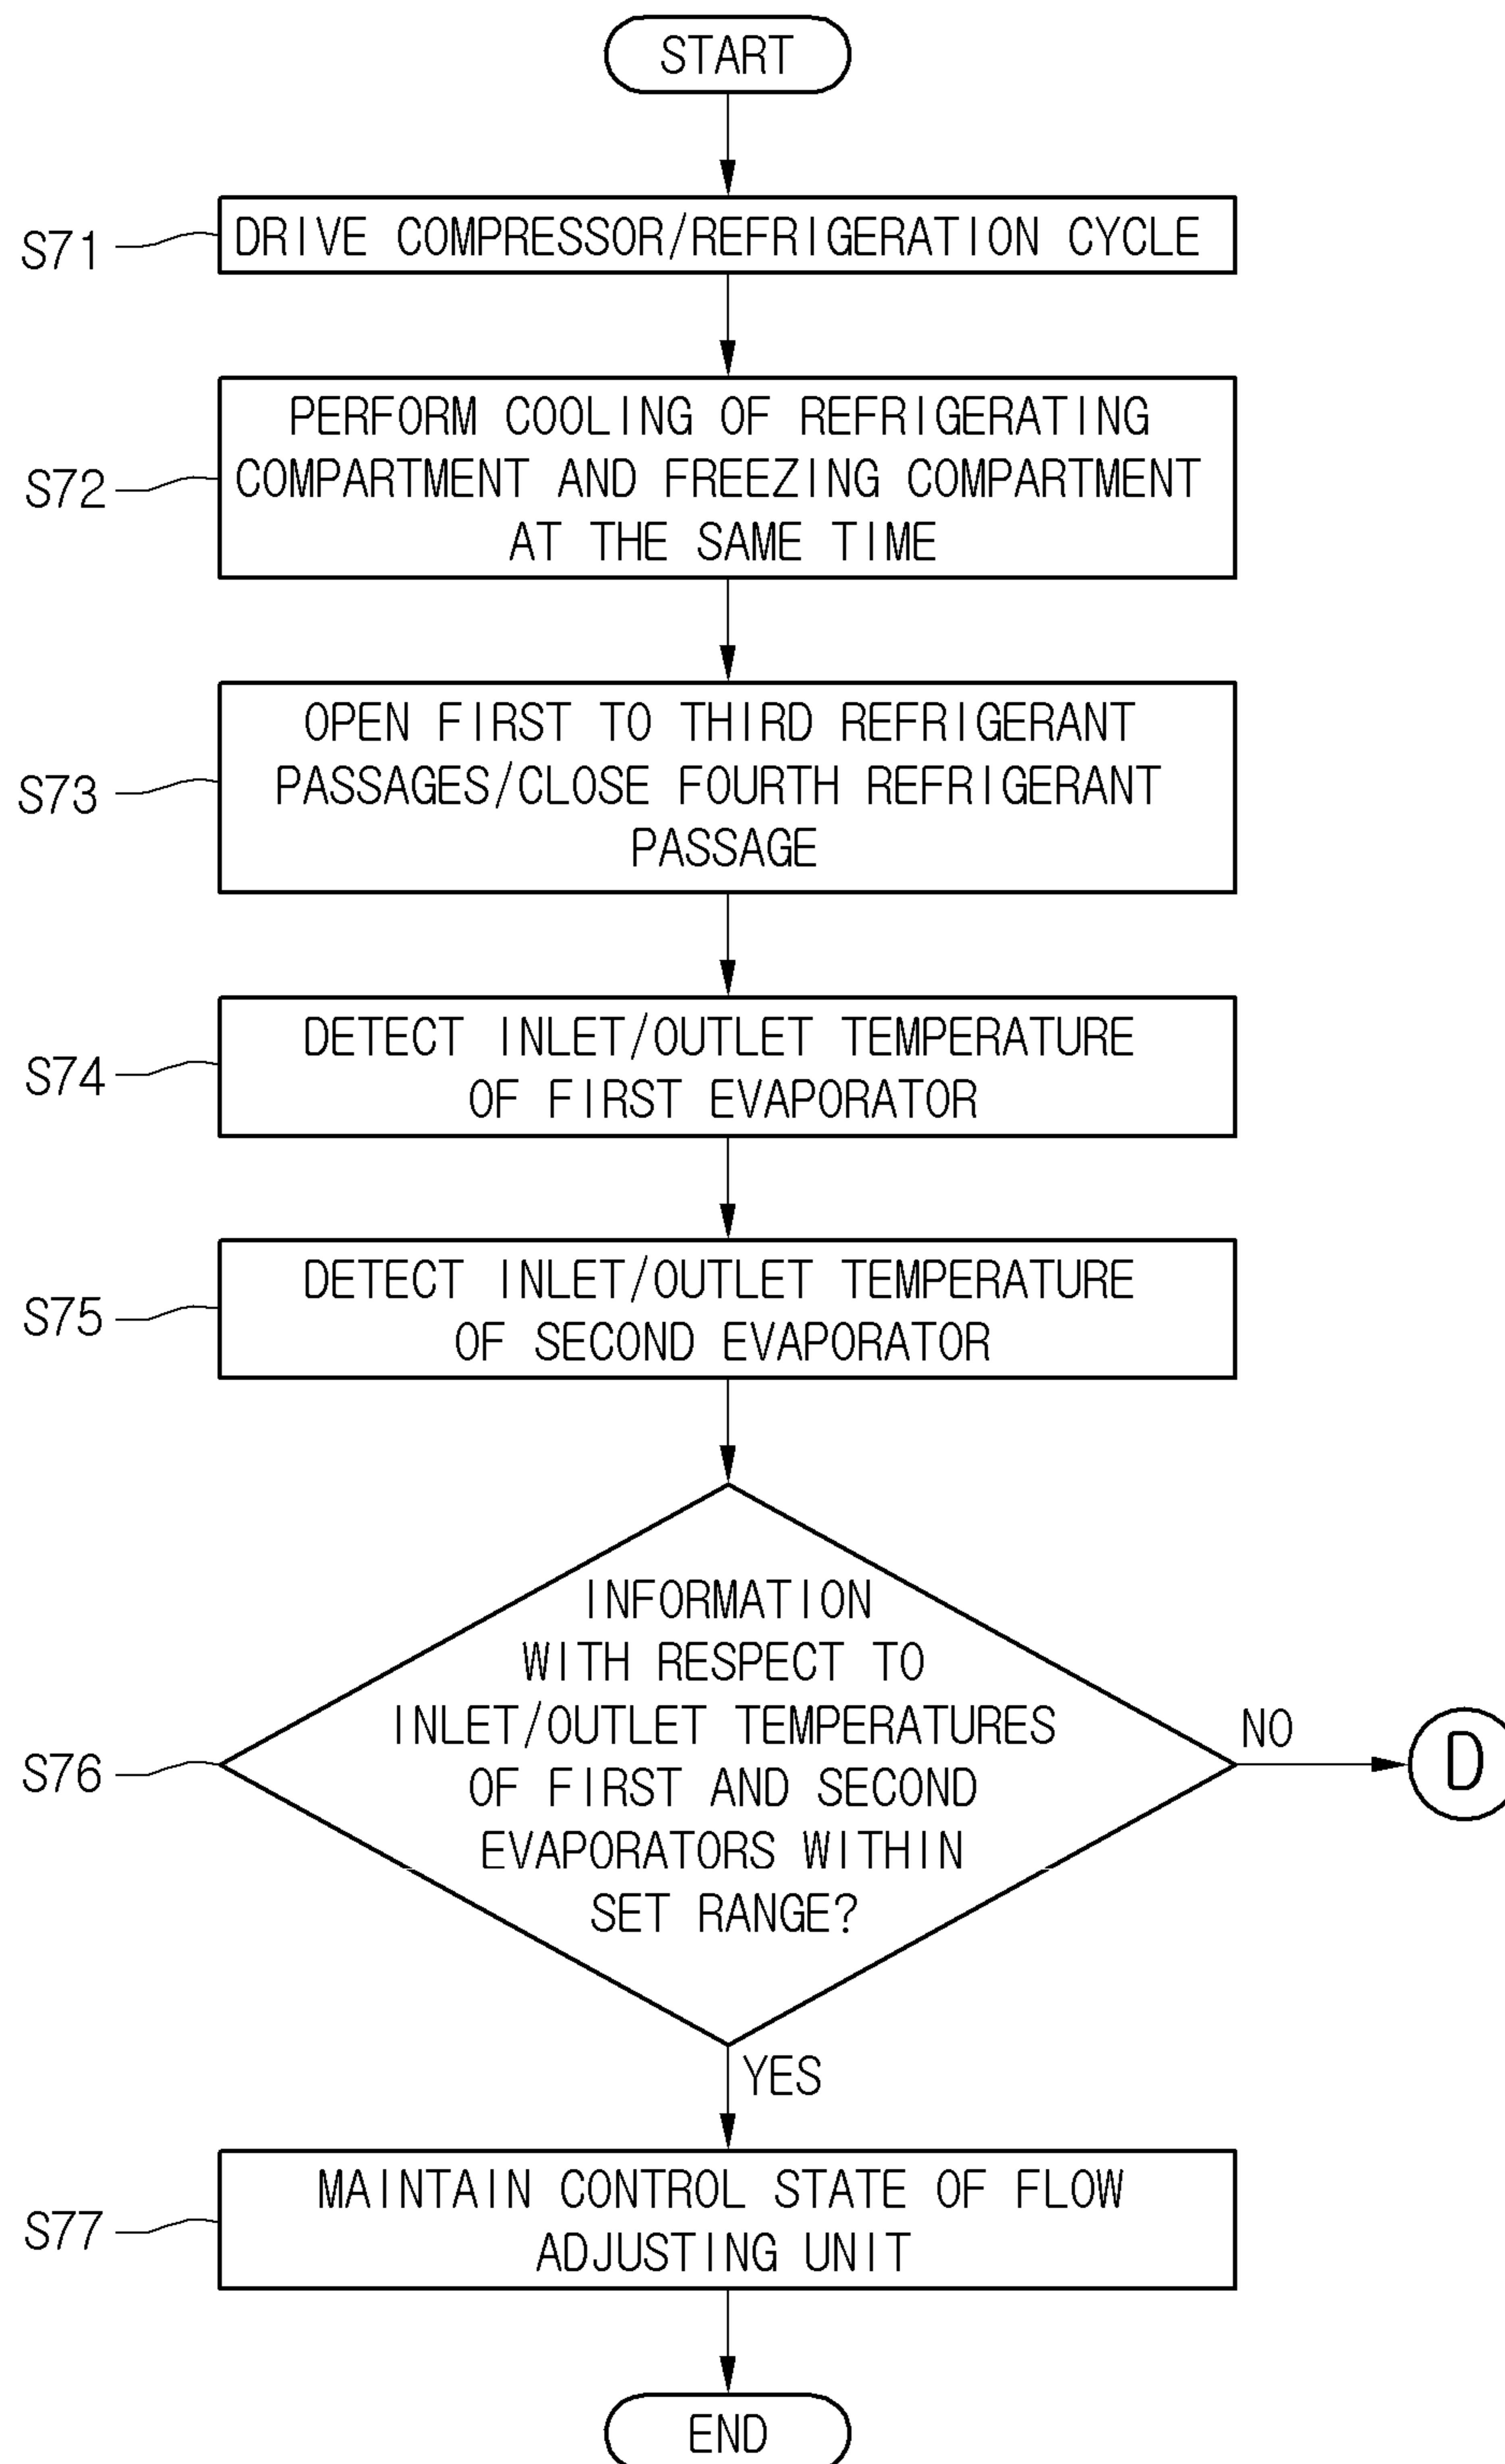 START
S71
DRIVE COMPRESSOR/REFRIGERATION CYCLE
S72
PERFORM COOLING OF REFRIGERATING
COMPARTMENT AND FREEZING COMPARTMENT
AT THE SAME TIME
S73
OPEN FIRST TO THIRD REFRIGERANT
PASSAGES/CLOSE FOURTH REFRIGERANT
PASSAGE
S74
DETECT INLET/OUTLET TEMPERATURE
OF FIRST EVAPORATOR
S75
DETECT INLET/OUTLET TEMPERATURE
OF SECOND EVAPORATOR
S76
INFORMATION
WITH RESPECT TO
INLET/OUTLET TEMPERATURES
OF FIRST AND SECOND
EVAPORATORS WITHIN
SET RANGE?
NO
D
YES
S77
MAINTAIN CONTROL STATE OF FLOW
ADJUSTING UNIT
END